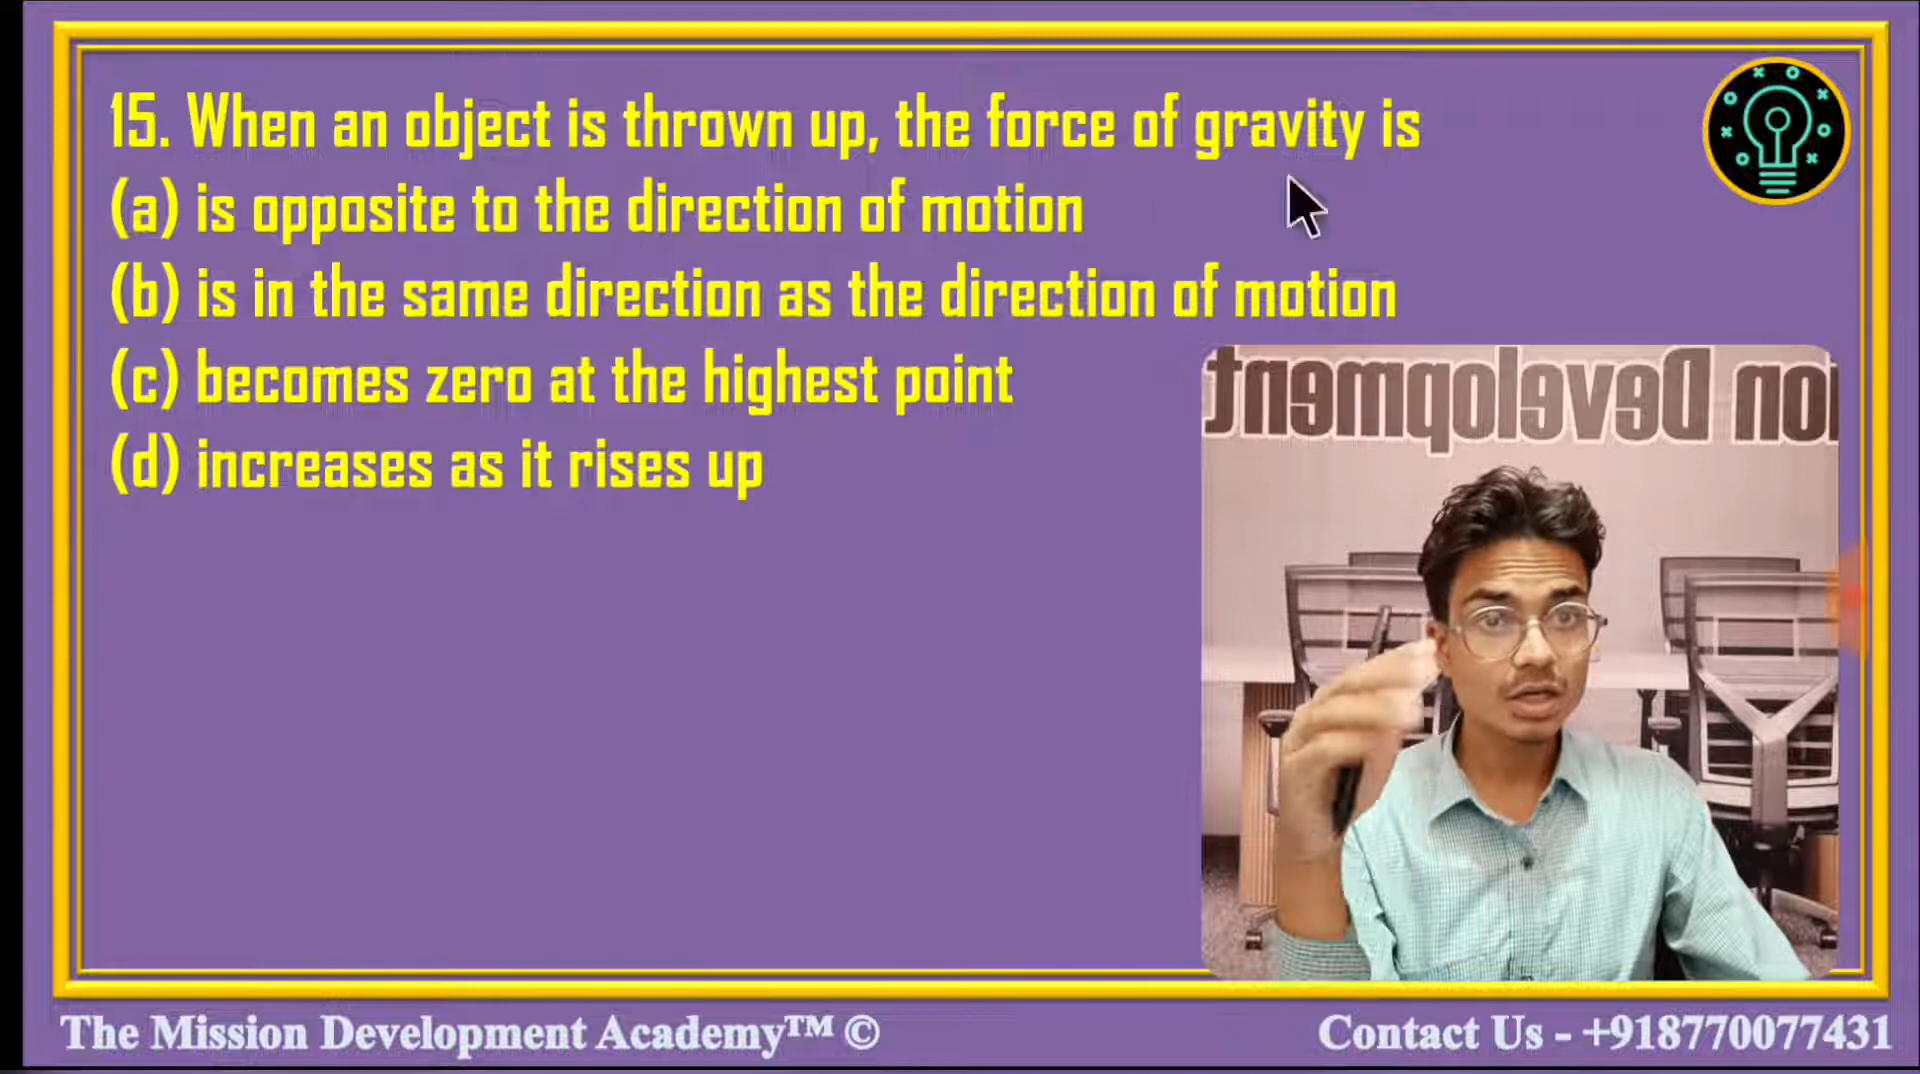 15. When an object is thrown up, the force of gravity is
(a) is opposite to the direction of motion
(b) is in the same direction as the direction of motion
(c) becomes zero at the highest point
(d) increases as it rises up
ion Development
The Mission Development Academy™ ©
Contact Us - +918770077431